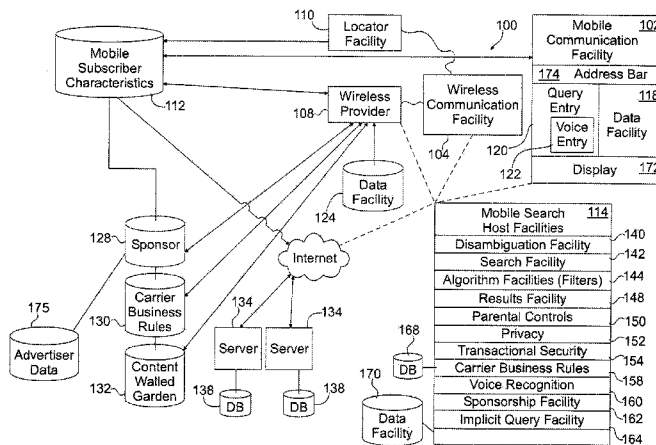 110
Locator
Facility
100
Mobile
Subscriber
Characteristics
112
108
Wireless
Provider
Wireless
Communication
Facility
104
Mobile 102
Communication
Facility
174 Address Bar
Query
Entry
118
Data
Facility
Voice
Entry
120
122
Display 172
Data
Facility
124
128
Sponsor
Internet
175
Advertiser
Data
Carrier
Business
Rules
130
Content
Walled
Garden
132
134
134
Server
Server
138
DB
DB
138
Mobile Search 114
Host Facilities
140
Disambiguation Facility
142
Search Facility
144
Algorithm Facilities (Filters)
148
Results Facility
150
Parental Controls
152
Privacy
154
Transactional Security
158
Carrier Business Rules
160
Voice Recognition
162
Sponsorship Facility
164
Implicit Query Facility
168
DB
170
Data
Facility